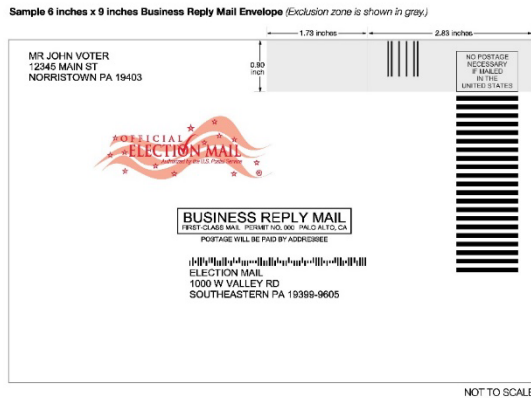 Sample 6 inches x 9 inches Business Reply Mail Envelope (Exclusion zone is shown in gray.)
1.73 inches
2.83 inches
MR JOHN VOTER
12345 MAIN ST
NORRISTOWN PA 19403
0.90
inch
NO POSTAGE
NECESSARY
IF MAILED
IN THE
UNITED STATES
OFFICIAL
ELECTION MAIL
Authorized by the U.S. Postal Service
®
BUSINESS REPLY MAIL
FIRST-CLASS MAIL PERMIT NO. 000 PALO ALTO, CA
POSTAGE WILL BE PAID BY ADDRESSEE
ELECTION MAIL
1000 W VALLEY RD
SOUTHEASTERN PA 19399-9605
NOT TO SCALE